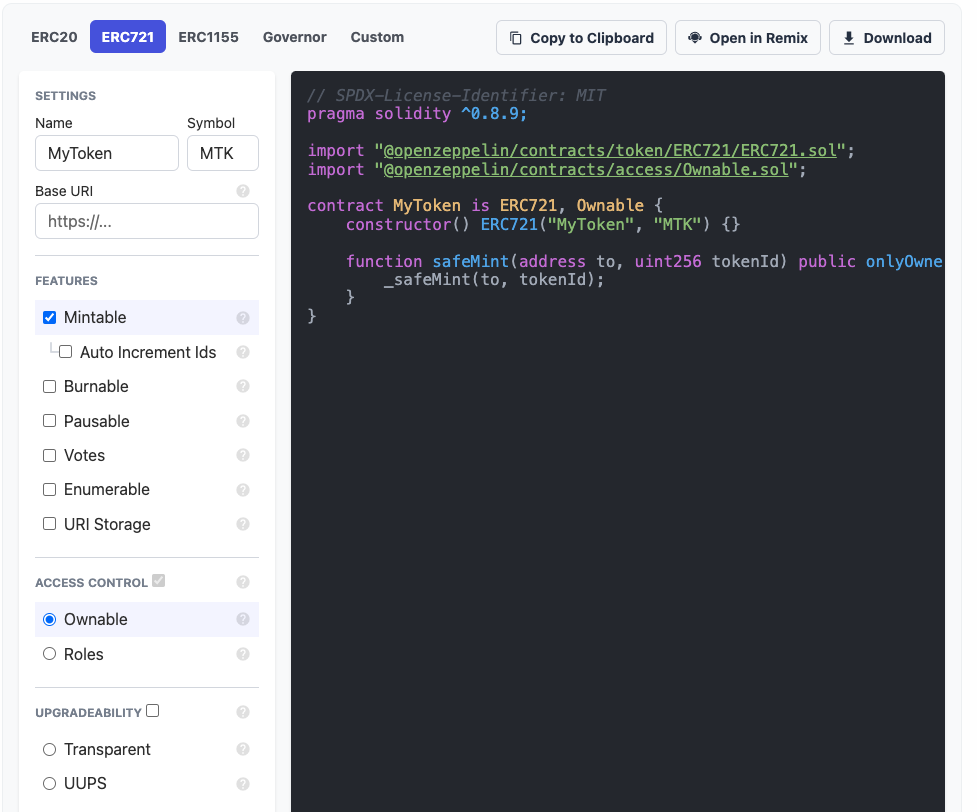 ERC20 ERC721 ERC1155 Governor Custom Copy to Clipboard Open in Remix Download
SETTINGS
Name Symbol
MyToken MTK
Base URI ?
https://...
FEATURES
Mintable ?
Auto Increment Ids ?
Burnable ?
Pausable ?
Votes ?
Enumerable ?
URI Storage ?
ACCESS CONTROL ?
Ownable ?
Roles ?
UPGRADEABILITY ?
Transparent ?
UUPS ?
// SPDX-License-Identifier: MIT
pragma solidity ^0.8.9;
import "@openzeppelin/contracts/token/ERC721/ERC721.sol";
import "@openzeppelin/contracts/access/Ownable.sol";
contract MyToken is ERC721, Ownable {
constructor() ERC721("MyToken", "MTK") {}
function safeMint(address to, uint256 tokenId) public onlyOwne
_safeMint(to, tokenId);
}
}